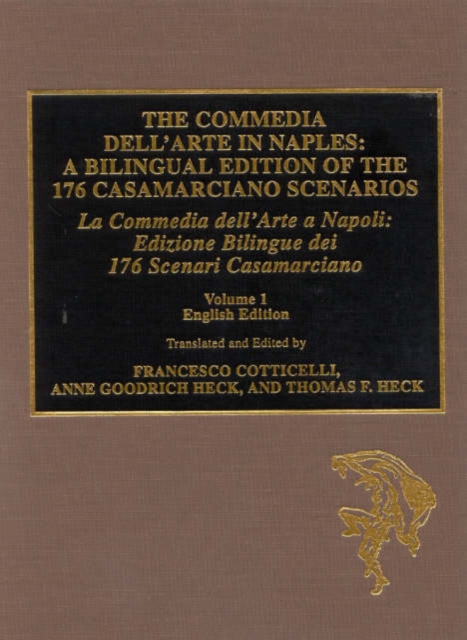 THE COMMEDIA
DELL'ARTE IN NAPLES:
A BILINGUAL EDITION OF THE
176 CASAMARCIANO SCENARIOS
La Commedia dell'Arte a Napoli:
Edizione Bilingue dei
176 Scenari Casamarciano
Volume 1
English Edition
Translated and Edited by
FRANCESCO COTTICELLI,
ANNE GOODRICH HECK, AND THOMAS F. HECK